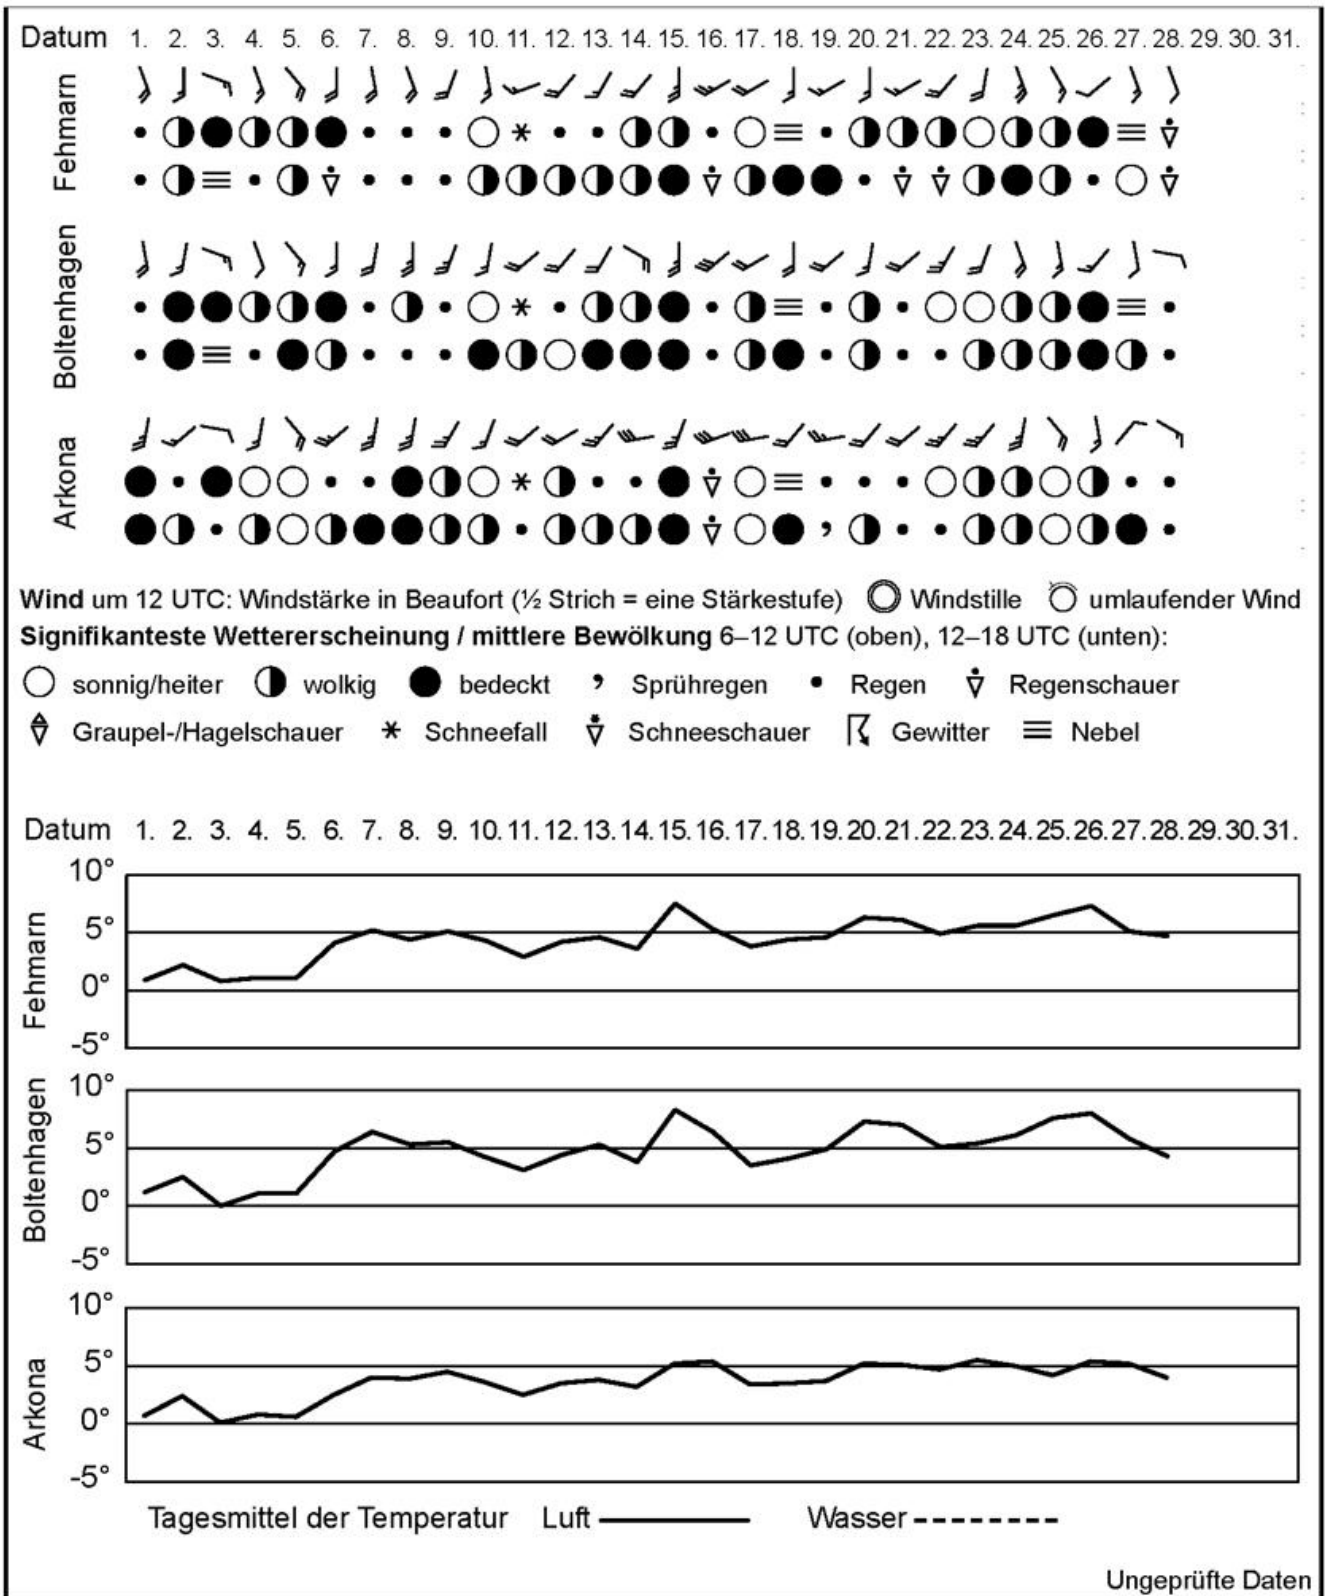 Datum 1. 2. 3. 4. 5. 6. 7. 8. 9. 10. 11. 12. 13. 14. 15. 16. 17. 18. 19. 20. 21. 22. 23. 24. 25. 26. 27. 28. 29. 30. 31.
Fehmarn
Boltenhagen
Arkona
Wind um 12 UTC: Windstärke in Beaufort (½ Strich = eine Stärkestufe) Windstille umlaufender Wind
Signifikanteste Wettererscheinung / mittlere Bewölkung 6–12 UTC (oben), 12–18 UTC (unten):
sonnig/heiter wolkig bedeckt Sprühregen Regen Regenschauer
Graupel-/Hagelschauer Schneefall Schneeschauer Gewitter Nebel
Datum 1. 2. 3. 4. 5. 6. 7. 8. 9. 10. 11. 12. 13. 14. 15. 16. 17. 18. 19. 20. 21. 22. 23. 24. 25. 26. 27. 28. 29. 30. 31.
Fehmarn
10°
5°
0°
-5°
Boltenhagen
10°
5°
0°
-5°
Arkona
10°
5°
0°
-5°
Tagesmittel der Temperatur Luft Wasser
Ungeprüfte Daten